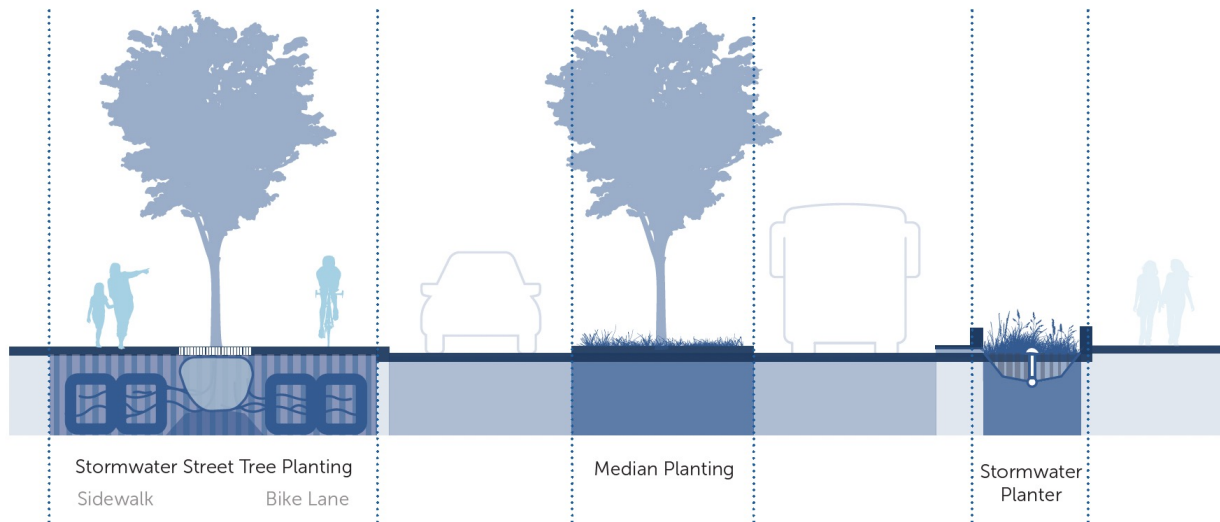 Stormwater Street Tree Planting
Sidewalk
Bike Lane
Median Planting
Stormwater
Planter